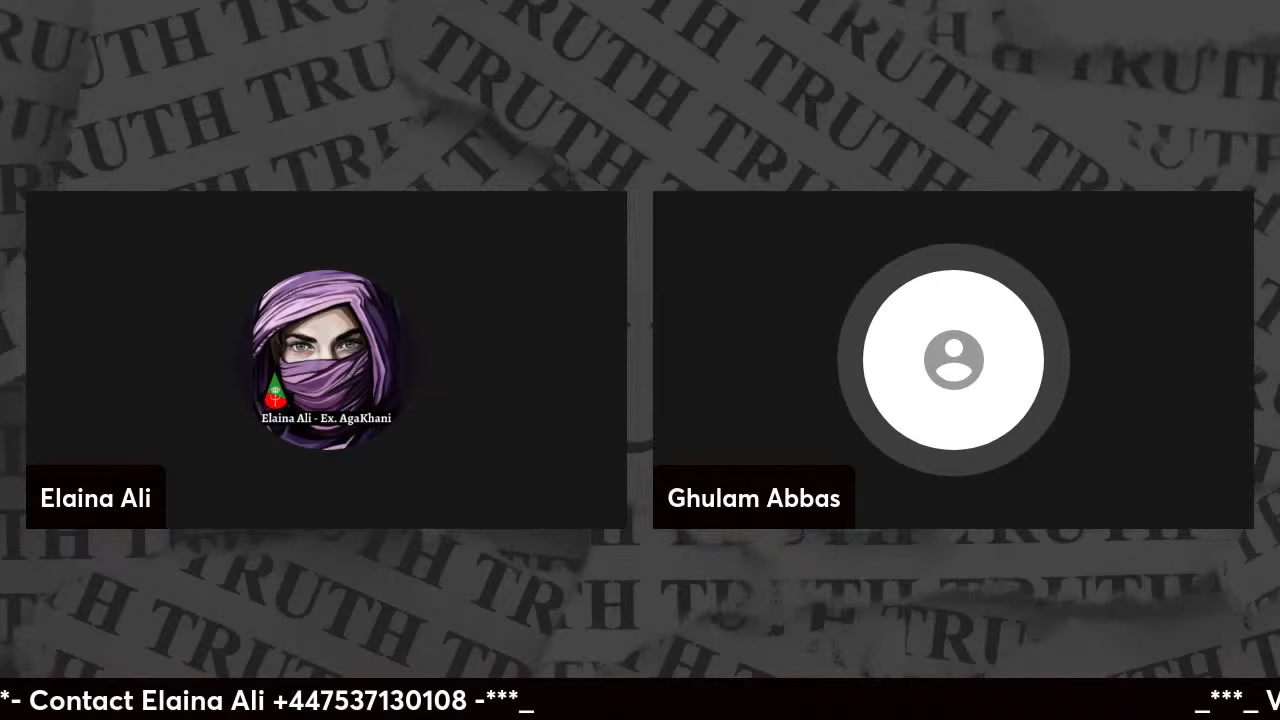 TRUTH TRUTH TRUTH
Elaina Ali - Ex. AgaKhani
Elaina Ali
Ghulam Abbas
*- Contact Elaina Ali +447537130108 -***_
_***_ V